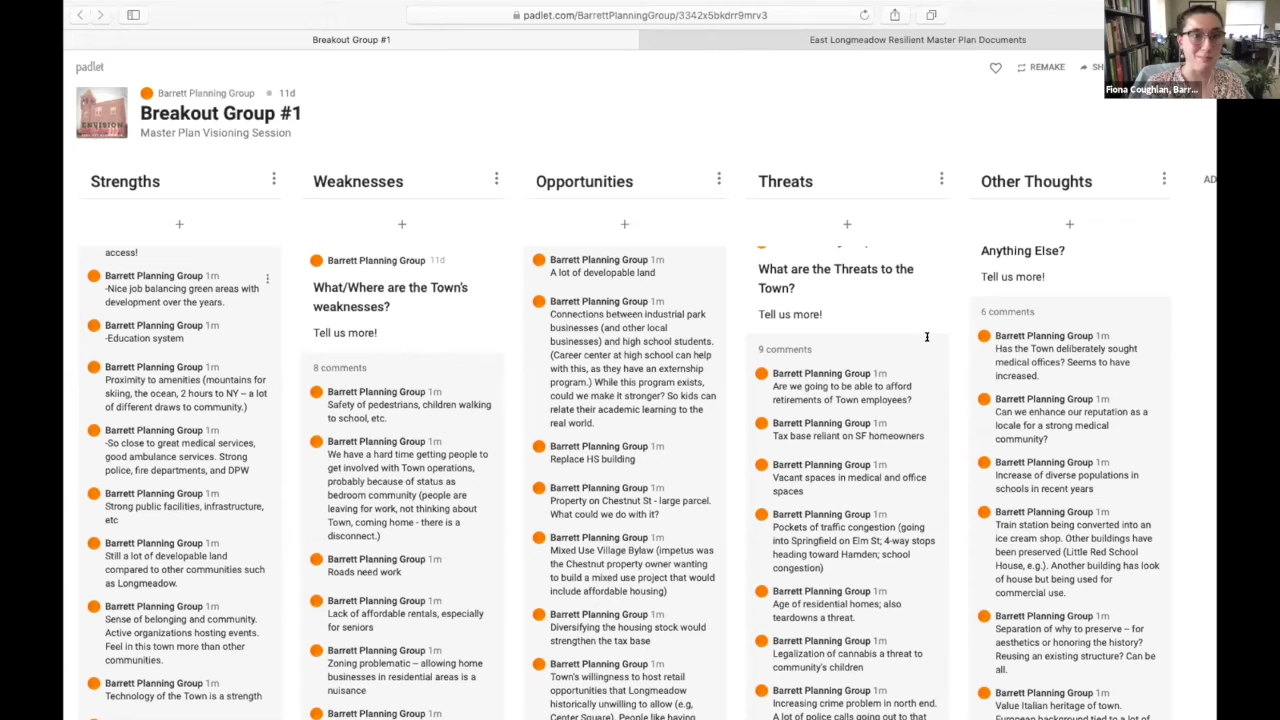 padlet.com/BarrettPlanningGroup/3342x5bkdrr9mrv3
Breakout Group #1
East Longmeadow Resilient Master Plan Documents
padlet
REMAKE
SH
Fiona Coughlan, Barr...
ENVISION
Barrett Planning Group 11d
Breakout Group #1
Master Plan Visioning Session
Strengths
access!
Barrett Planning Group 1m
-Nice job balancing green areas with
development over the years.
Barrett Planning Group 1m
-Education system
Barrett Planning Group 1m
Proximity to amenities (mountains for
skiing, the ocean, 2 hours to NY – a lot
of different draws to community.)
Barrett Planning Group 1m
-So close to great medical services,
good ambulance services. Strong
police, fire departments, and DPW
Barrett Planning Group 1m
Strong public facilities, infrastructure,
etc
Barrett Planning Group 1m
Still a lot of developable land
compared to other communities such
as Longmeadow.
Barrett Planning Group 1m
Sense of belonging and community.
Active organizations hosting events.
Feel in this town more than other
communities.
Barrett Planning Group 1m
Technology of the Town is a strength
Weaknesses
Barrett Planning Group 11d
What/Where are the Town's
weaknesses?
Tell us more!
8 comments
Barrett Planning Group 1m
Safety of pedestrians, children walking
to school, etc.
Barrett Planning Group 1m
We have a hard time getting people to
get involved with Town operations,
probably because of status as
bedroom community (people are
leaving for work, not thinking about
Town, coming home - there is a
disconnect.)
Barrett Planning Group 1m
Roads need work
Barrett Planning Group 1m
Lack of affordable rentals, especially
for seniors
Barrett Planning Group 1m
Zoning problematic – allowing home
businesses in residential areas is a
nuisance
Barrett Planning Group 1m
Opportunities
Barrett Planning Group 1m
A lot of developable land
Barrett Planning Group 1m
Connections between industrial park
businesses (and other local
businesses) and high school students.
(Career center at high school can help
with this, as they have an externship
program.) While this program exists,
could we make it stronger? So kids can
relate their academic learning to the
real world.
Barrett Planning Group 1m
Replace HS building
Barrett Planning Group 1m
Property on Chestnut St - large parcel.
What could we do with it?
Barrett Planning Group 1m
Mixed Use Village Bylaw (impetus was
the Chestnut property owner wanting
to build a mixed use project that would
include affordable housing)
Barrett Planning Group 1m
Diversifying the housing stock would
strengthen the tax base
Barrett Planning Group 1m
Town's willingness to host retail
opportunities that Longmeadow
historically unwilling to allow (e.g,
Center Square). People like having
Threats
What are the Threats to the
Town?
Tell us more!
9 comments
Barrett Planning Group 1m
Are we going to be able to afford
retirements of Town employees?
Barrett Planning Group 1m
Tax base reliant on SF homeowners
Barrett Planning Group 1m
Vacant spaces in medical and office
spaces
Barrett Planning Group 1m
Pockets of traffic congestion (going
into Springfield on Elm St; 4-way stops
heading toward Hamden; school
congestion)
Barrett Planning Group 1m
Age of residential homes; also
teardowns a threat.
Barrett Planning Group 1m
Legalization of cannabis a threat to
community's children
Barrett Planning Group 1m
Increasing crime problem in north end.
A lot of police calls going out to that
Other Thoughts
Anything Else?
Tell us more!
6 comments
Barrett Planning Group 1m
Has the Town deliberately sought
medical offices? Seems to have
increased.
Barrett Planning Group 1m
Can we enhance our reputation as a
locale for a strong medical
community?
Barrett Planning Group 1m
Increase of diverse populations in
schools in recent years
Barrett Planning Group 1m
Train station being converted into an
ice cream shop. Other buildings have
been preserved (Little Red School
House, e.g.). Another building has look
of house but being used for
commercial use.
Barrett Planning Group 1m
Separation of why to preserve – for
aesthetics or honoring the history?
Reusing an existing structure? Can be
all.
Barrett Planning Group 1m
Value Italian heritage of town.
European background tied to a lot of
AD